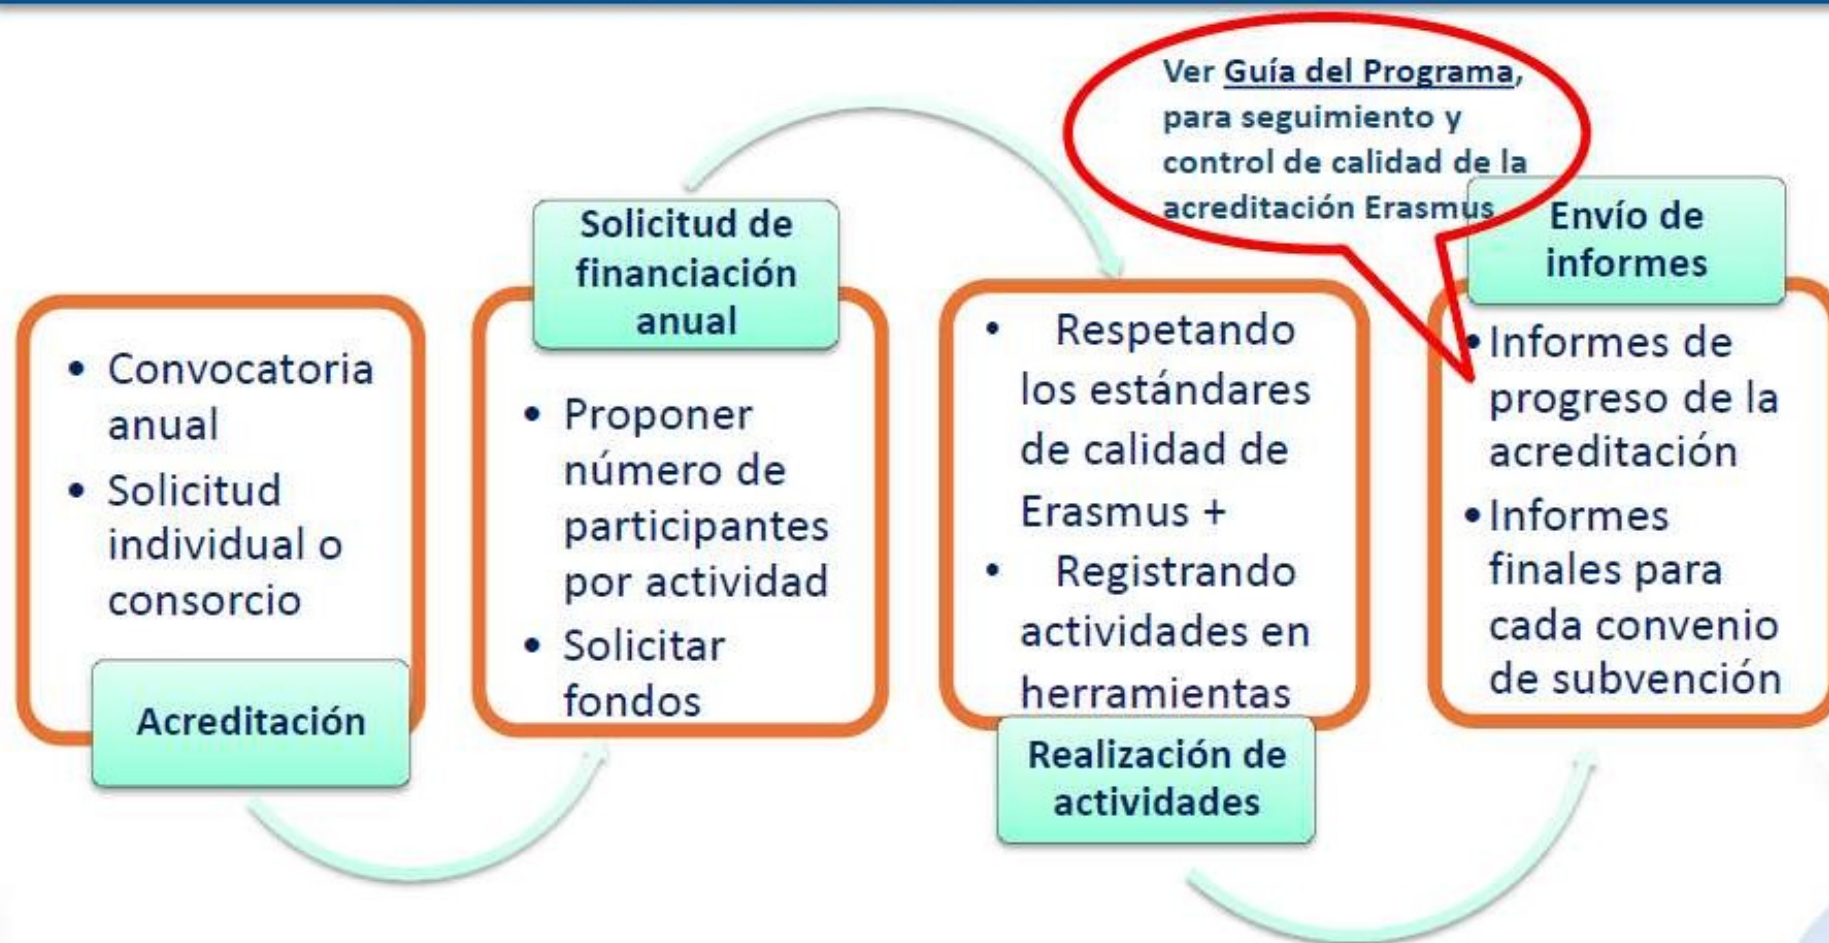 Ver Guía del Programa,
para seguimiento y
control de calidad de la
acreditación Erasmus
• Convocatoria
anual
• Solicitud
individual o
consorcio
Acreditación
Solicitud de
financiación
anual
• Proponer
número de
participantes
por actividad
• Solicitar
fondos
• Respetando
los estándares
de calidad de
Erasmus +
• Registrando
actividades en
herramientas
Realización de
actividades
Envío de
informes
• Informes de
progreso de la
acreditación
• Informes
finales para
cada convenio
de subvención